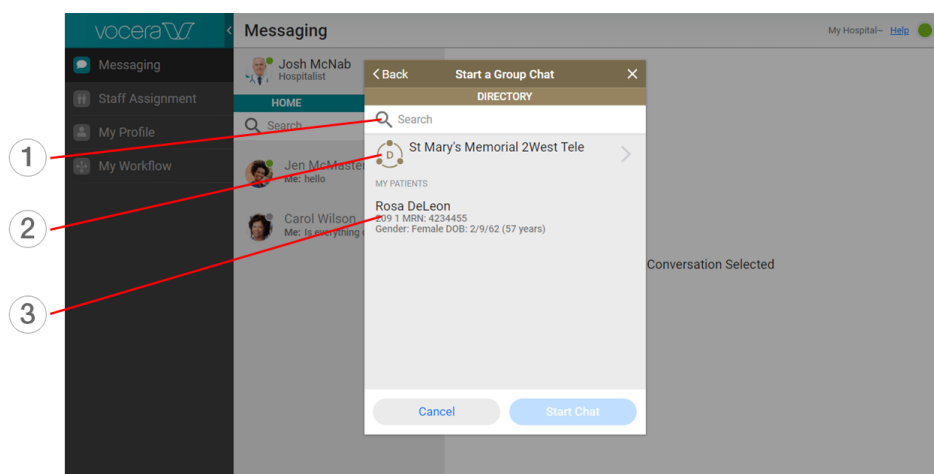 vocera
Messaging
My Hospital~ Help
Messaging
Staff Assignment
My Profile
My Workflow
Josh McNab
Hospitalist
HOME
Search
Jen McMaste
Me: hello
Carol Wilson
Me: Is everything
Back
Start a Group Chat
DIRECTORY
Search
D
St Mary's Memorial 2West Tele
MY PATIENTS
Rosa DeLeon
209 1 MRN: 4234455
Gender: Female DOB: 2/9/62 (57 years)
Cancel
Start Chat
Conversation Selected
1
2
3